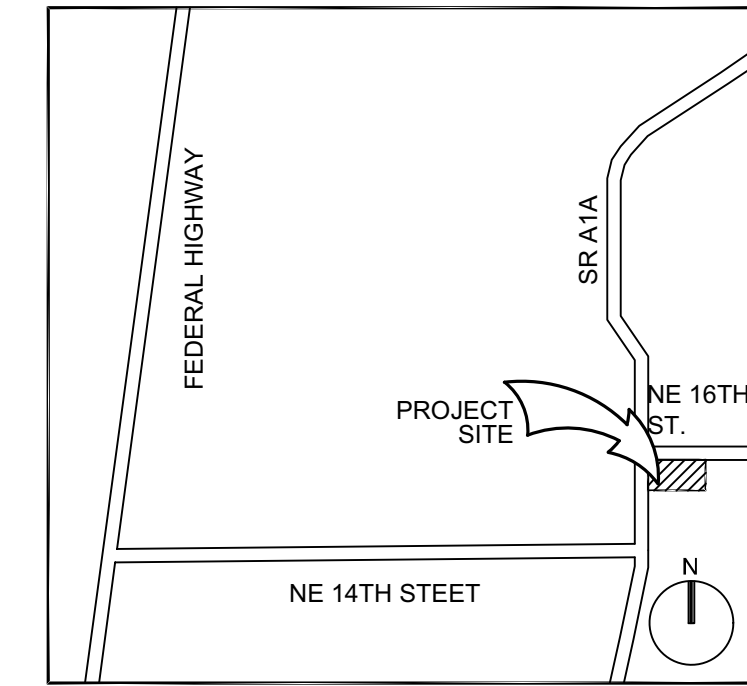 FEDERAL HIGHWAY
SR A1A
NE 16TH
ST.
PROJECT
SITE
NE 14TH STEET
N